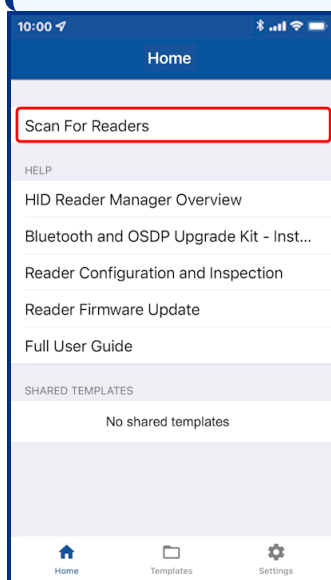 10:00
Home
Scan For Readers
HELP
HID Reader Manager Overview
Bluetooth and OSDP Upgrade Kit - Inst...
Reader Configuration and Inspection
Reader Firmware Update
Full User Guide
SHARED TEMPLATES
No shared templates
Home Templates Settings